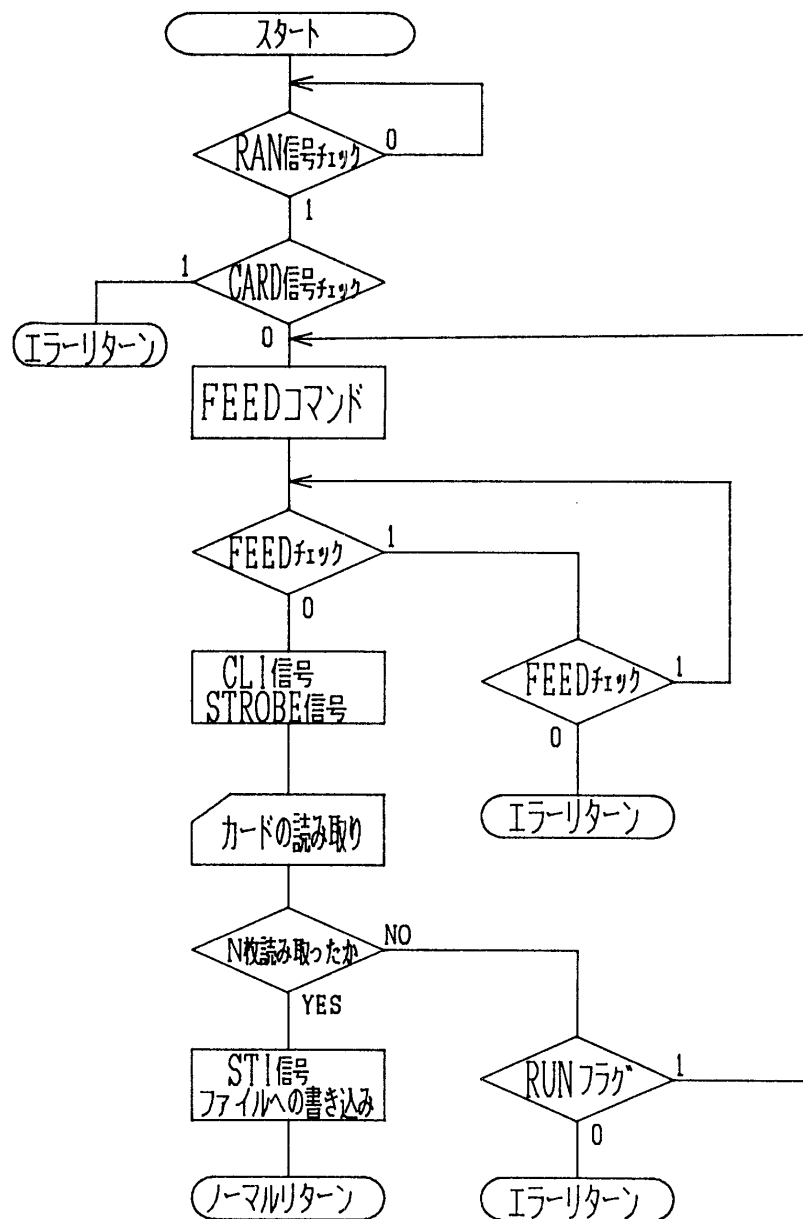 スタート
RAN信号チェック
0
1
CARD信号チェック
1
0
エラーリターン
FEEDコマンド
FEEDチェック
1
0
CLI信号
STROBE信号
FEEDチェック
1
0
エラーリターン
カードの読み取り
N枚読み取ったか
NO
YES
STI信号
ファイルへの書き込み
RUNフラグ
1
0
ノーマルリターン
エラーリターン